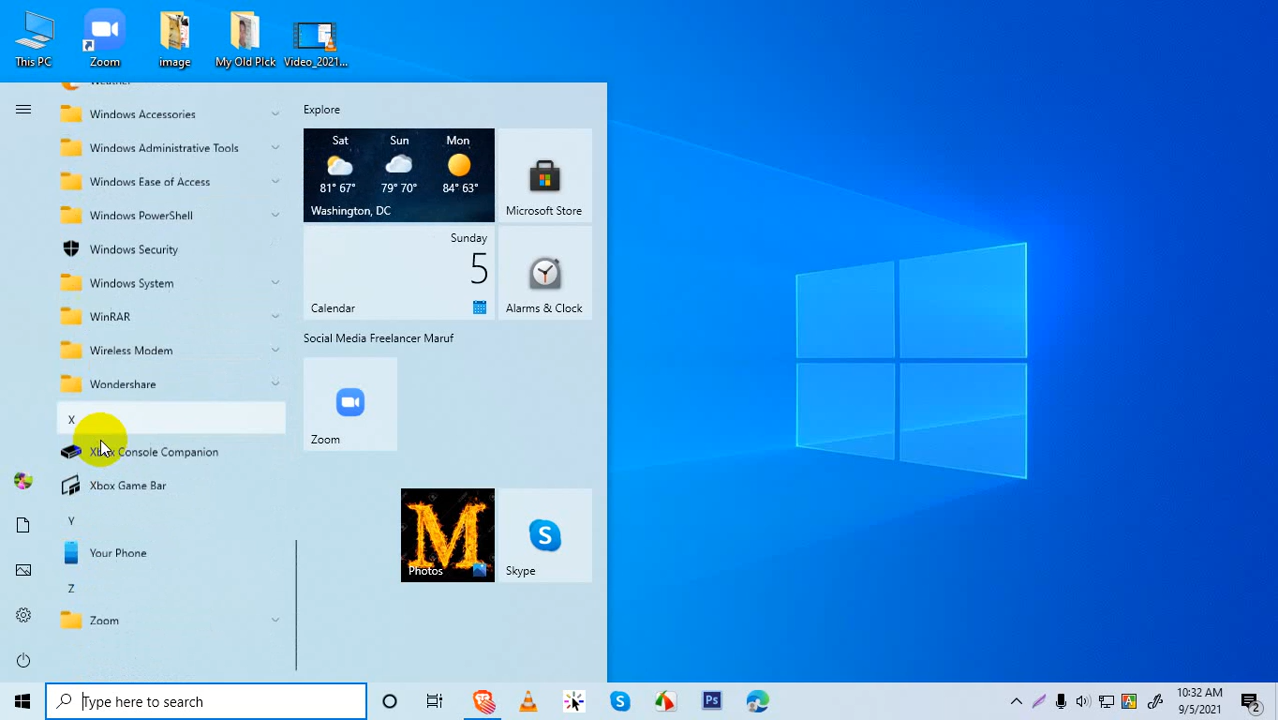 This PC
Zoom
image
My Old PIck
Video_2021...
Weather
Windows Accessories
Windows Administrative Tools
Windows Ease of Access
Windows PowerShell
Windows Security
Windows System
WinRAR
Wireless Modem
Wondershare
X
Xbox Console Companion
Xbox Game Bar
Y
Your Phone
Z
Zoom
Explore
Sat Sun Mon
81° 67° 79° 70° 84° 63°
Washington, DC
Microsoft Store
Sunday
5
Calendar
Alarms & Clock
Social Media Freelancer Maruf
Zoom
M
Photos
S
Skype
Type here to search
Ps
10:32 AM
9/5/2021
2